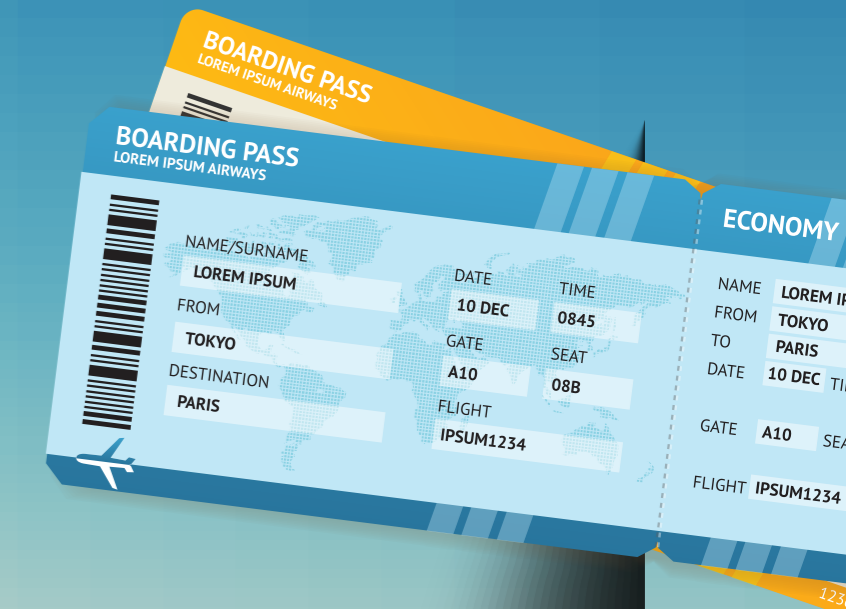 BOARDING PASS
LOREM IPSUM AIRWAYS
BOARDING PASS
LOREM IPSUM AIRWAYS
NAME/SURNAME
LOREM IPSUM
FROM
TOKYO
DESTINATION
PARIS
DATE TIME
10 DEC 0845
GATE SEAT
A10 08B
FLIGHT
IPSUM1234
ECONOMY
NAME LOREM
FROM TOKYO
TO PARIS
DATE 10 DEC
GATE A10
FLIGHT IPSUM1234